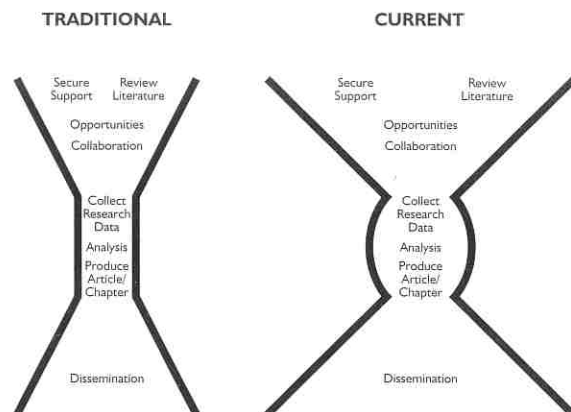 TRADITIONAL
Secure
Support
Review
Literature
Opportunities
Collaboration
Collect
Research
Data
Analysis
Produce
Article/
Chapter
Dissemination
CURRENT
Secure
Support
Review
Literature
Opportunities
Collaboration
Collect
Research
Data
Analysis
Produce
Article/
Chapter
Dissemination